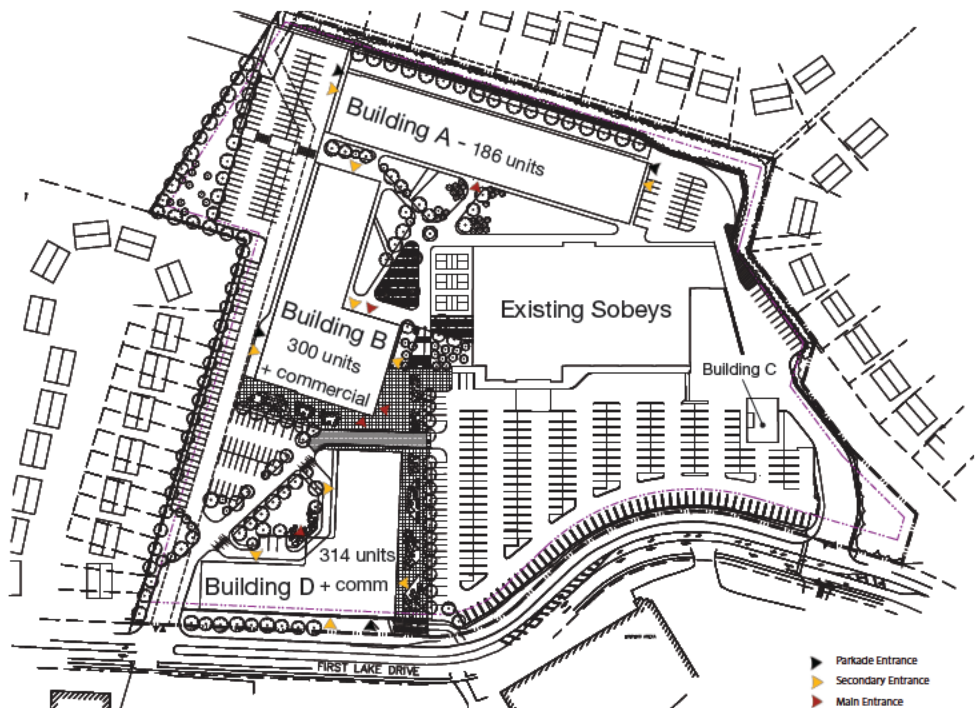 Building A - 186 units
Existing Sobeys
Building B
300 units
+ commercial
Building C
314 units
Building D + comm
FIRST LAKE DRIVE
Parkade Entrance
Secondary Entrance
Main Entrance